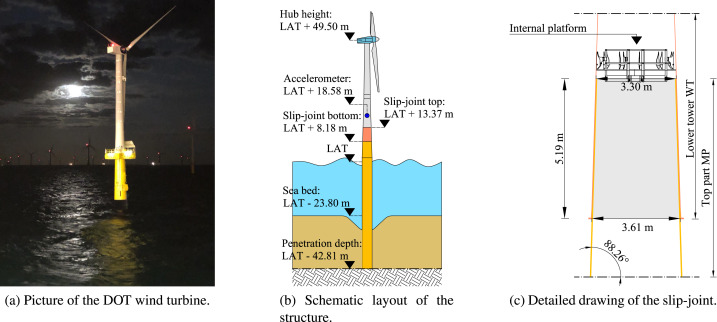 Hub height:
LAT + 49.50 m
Accelerometer:
LAT + 18.58 m
Slip-joint top:
LAT + 13.37 m
Slip-joint bottom:
LAT + 8.18 m
LAT
Sea bed:
LAT - 23.80 m
Penetration depth:
LAT - 42.81 m
Internal platform
3.30 m
5.19 m
3.61 m
88.26°
Lower tower WT
Top part MP
(a) Picture of the DOT wind turbine.
(b) Schematic layout of the
structure.
(c) Detailed drawing of the slip-joint.